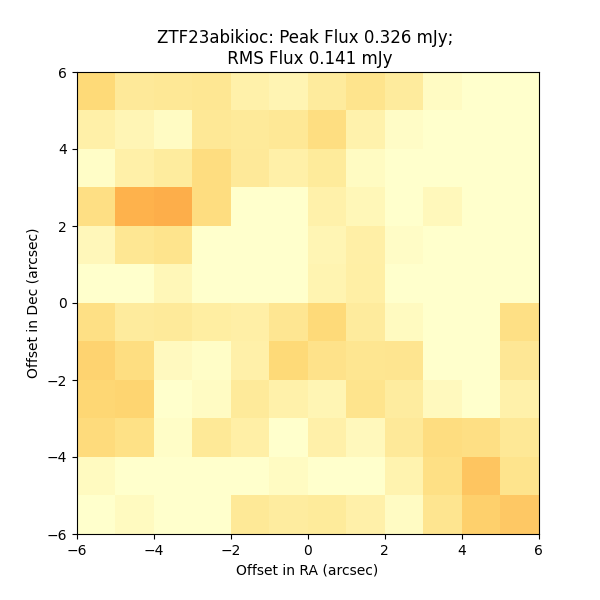 ZTF23abikioc: Peak Flux 0.326 mJy;
RMS Flux 0.141 mJy
6
4
2
0
−2
−4
−6
Offset in Dec (arcsec)
−6 −4 −2 0 2 4 6
Offset in RA (arcsec)